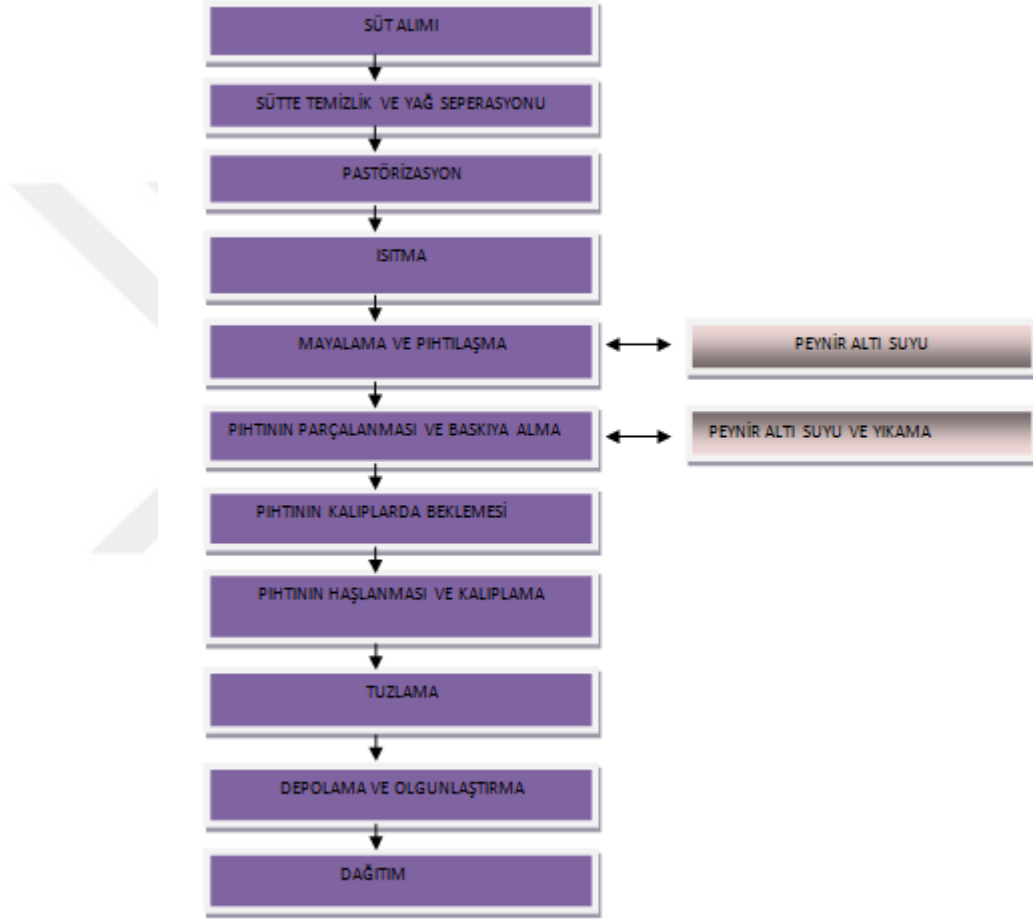 SÜT ALIMI
SÜTTE TEMİZLİK VE YAĞ SEPERASYONU
PASTÖRİZASYON
ISITMA
MAYALAMA VE PIHTILAŞMA
PEYNİR ALTI SUYU
PIHTININ PARÇALANMASI VE BASKIYA ALMA
PEYNİR ALTI SUYU VE YIKAMA
PIHTININ KALIPLARDA BEKLEMESİ
PIHTININ HAŞLANMASI VE KALIPLAMA
TUZLAMA
DEPOLAMA VE OLGUNLAŞTIRMA
DAĞITIM